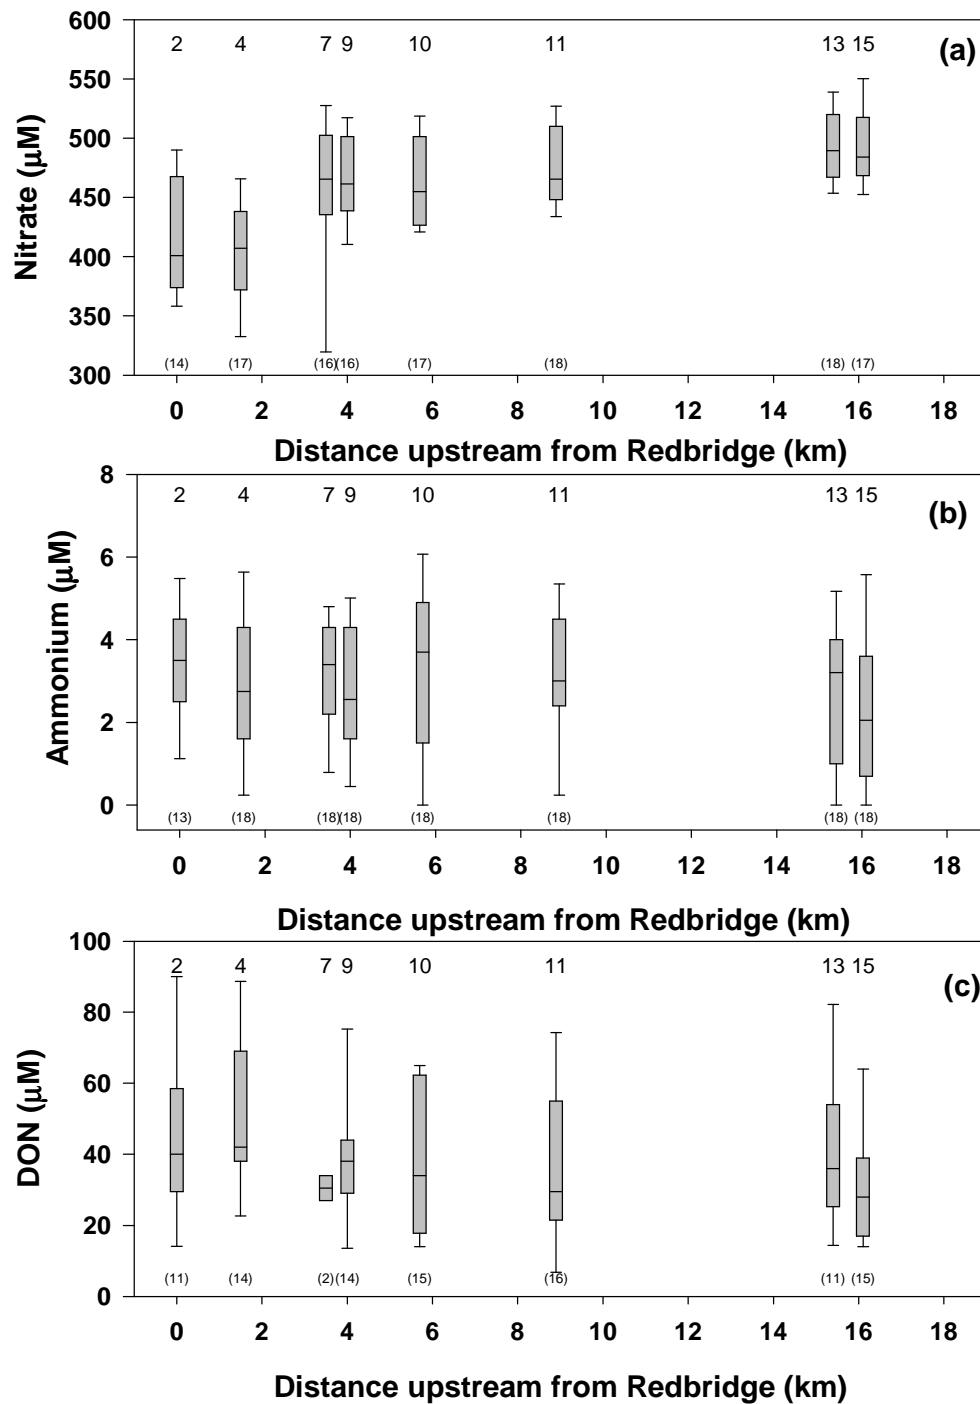 600
2 4 7 9 10 11 13 15
(a)
550
500
450
400
350
300
Nitrate (μM)
(14) (17) (16) (16) (17) (18) (18) (17)
0 2 4 6 8 10 12 14 16 18
Distance upstream from Redbridge (km)
8
2 4 7 9 10 11 13 15
(b)
6
4
2
0
Ammonium (μM)
(13) (18) (18) (18) (18) (18) (18) (18)
0 2 4 6 8 10 12 14 16 18
Distance upstream from Redbridge (km)
100
2 4 7 9 10 11 13 15
(c)
80
60
40
20
0
DON (μM)
(11) (14) (2) (14) (15) (16) (11) (15)
0 2 4 6 8 10 12 14 16 18
Distance upstream from Redbridge (km)